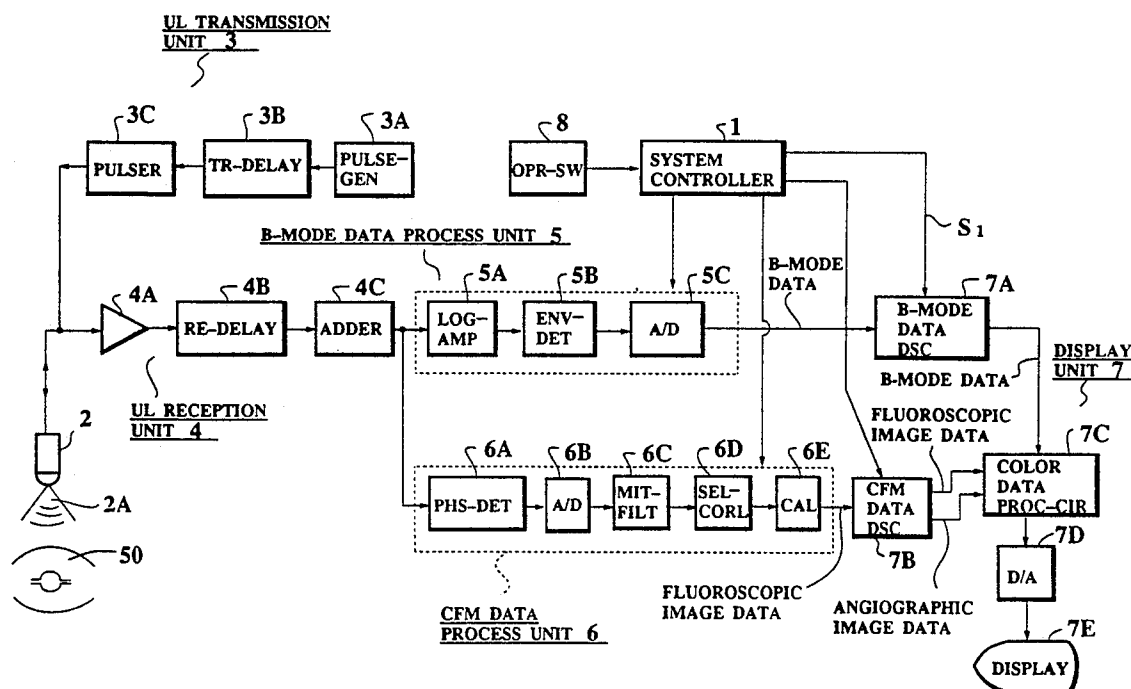 UL TRANSMISSION
UNIT 3
3C
3B
3A
8
1
PULSER
TR-DELAY
PULSE-
GEN
OPR-SW
SYSTEM
CONTROLLER
S1
B-MODE DATA PROCESS UNIT 5
B-MODE
DATA
4A
4B
4C
5A
5B
5C
7A
RE-DELAY
ADDER
LOG-
AMP
ENV-
DET
A/D
B-MODE
DATA
DSC
B-MODE DATA
DISPLAY
UNIT 7
UL RECEPTION
UNIT 4
2
2A
50
FLUOROSCOPIC
IMAGE DATA
6A
6B
6C
6D
6E
7C
PHS-DET
A/D
MIT-
FILT
SEL-
CORL
CAL
CFM
DATA
DSC
7B
COLOR
DATA
PROC-CIR
7D
D/A
FLUOROSCOPIC
IMAGE DATA
ANGIOGRAPHIC
IMAGE DATA
CFM DATA
PROCESS UNIT 6
7E
DISPLAY